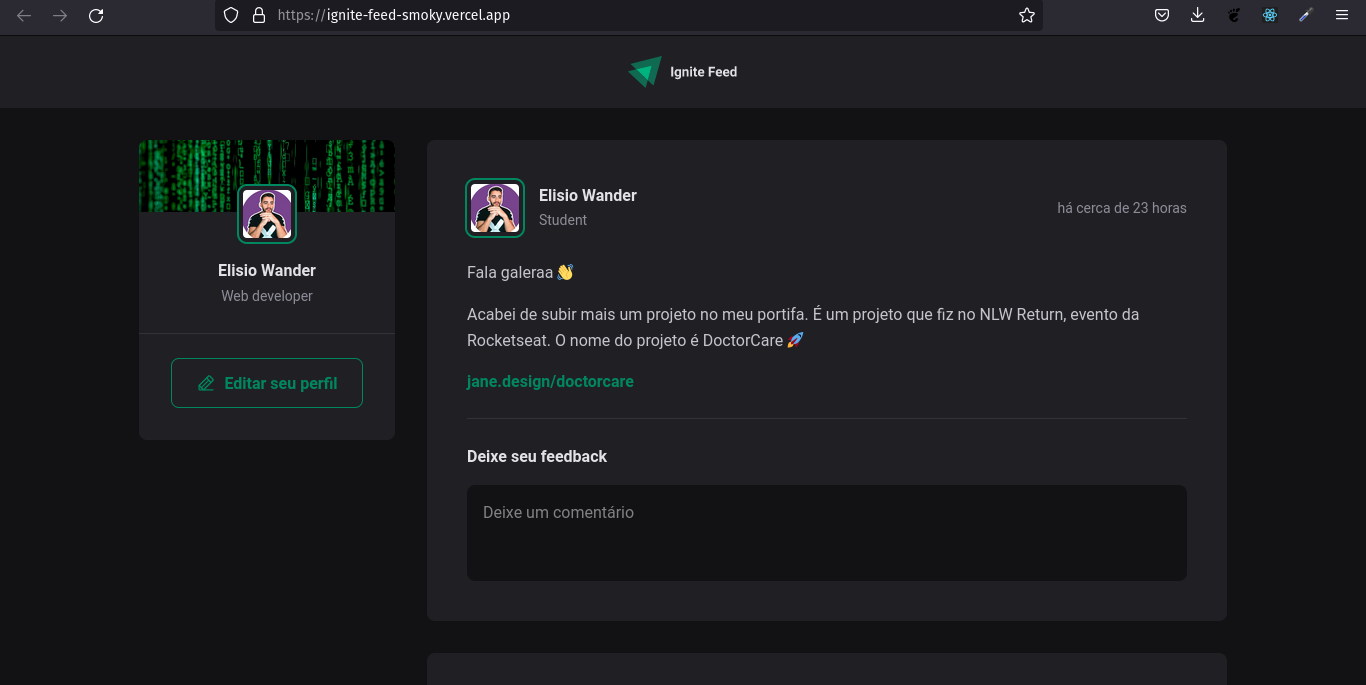 https://ignite-feed-smoky.vercel.app
Ignite Feed
Elisio Wander
Web developer
Editar seu perfil
Elisio Wander
Student
há cerca de 23 horas
Fala galeraa 👋
Acabei de subir mais um projeto no meu portifa. É um projeto que fiz no NLW Return, evento da
Rocketseat. O nome do projeto é DoctorCare 🚀
jane.design/doctorcare
Deixe seu feedback
Deixe um comentário